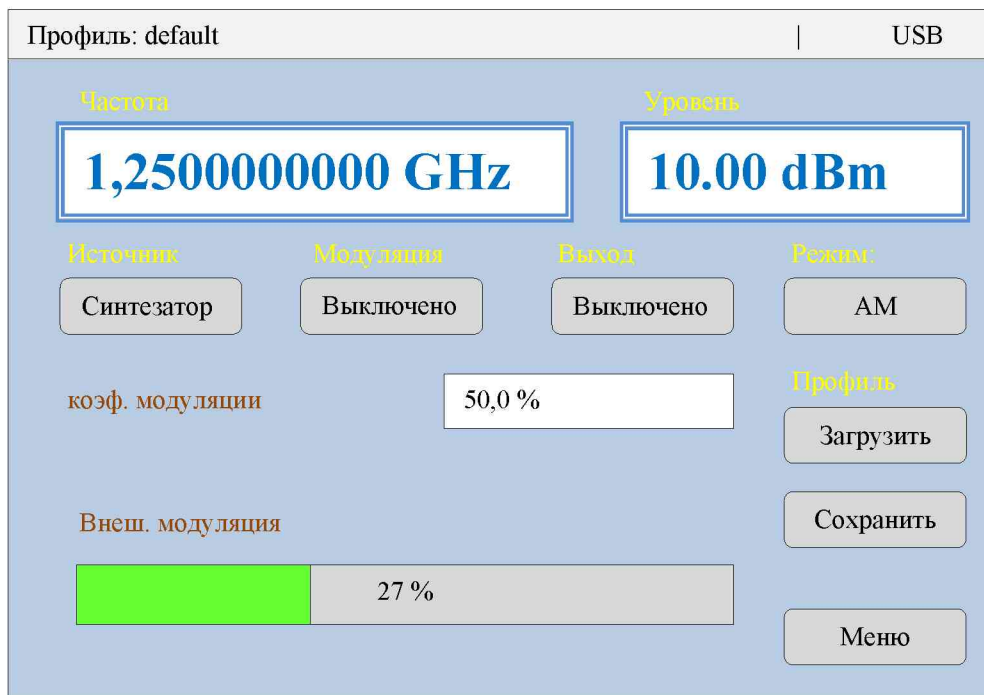 Профиль: default | USB
Частота Уровень
1,2500000000 GHz 10.00 dBm
Источник Модуляция Выход Режим:
Синтезатор Выключено Выключено АМ
Профиль
коэф. модуляции 50,0 %
Загрузить
Сохранить
Внеш. модуляция
27 %
Меню